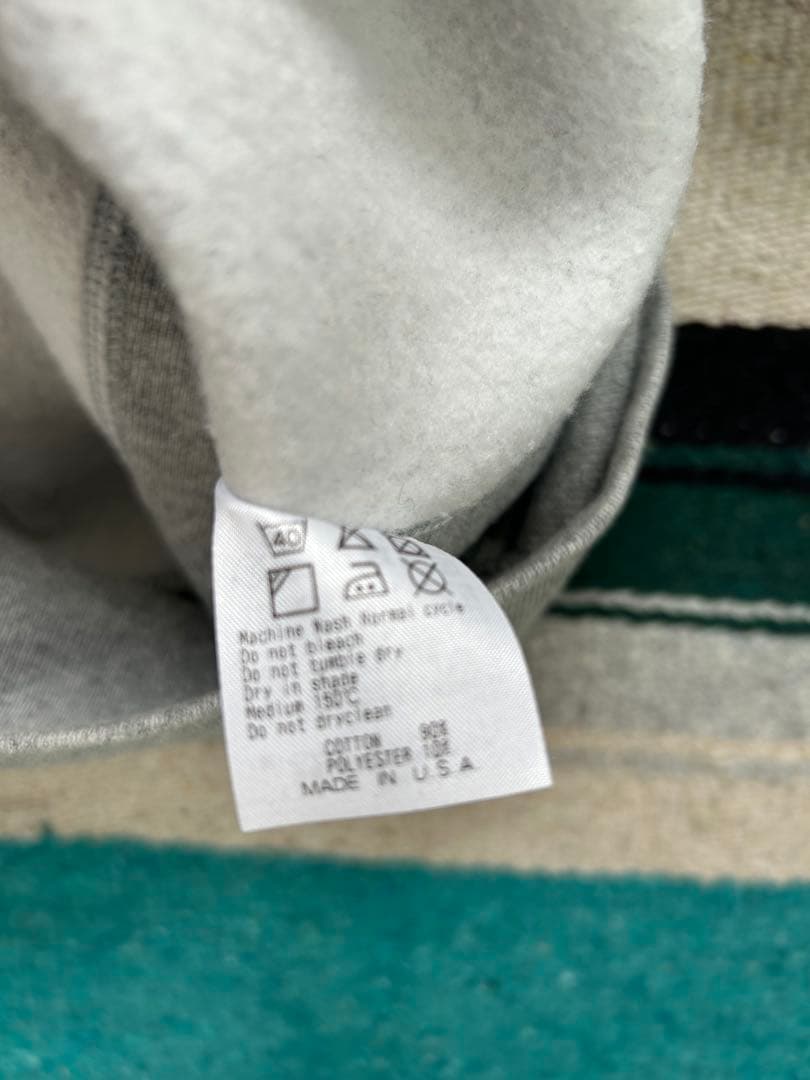 40
Machine Wash Normal cycle
Do not bleach
Do not tumble dry
Dry in shade
Medium 150℃
Do not dryclean
COTTON 90%
POLYESTER 10%
MADE IN U.S.A